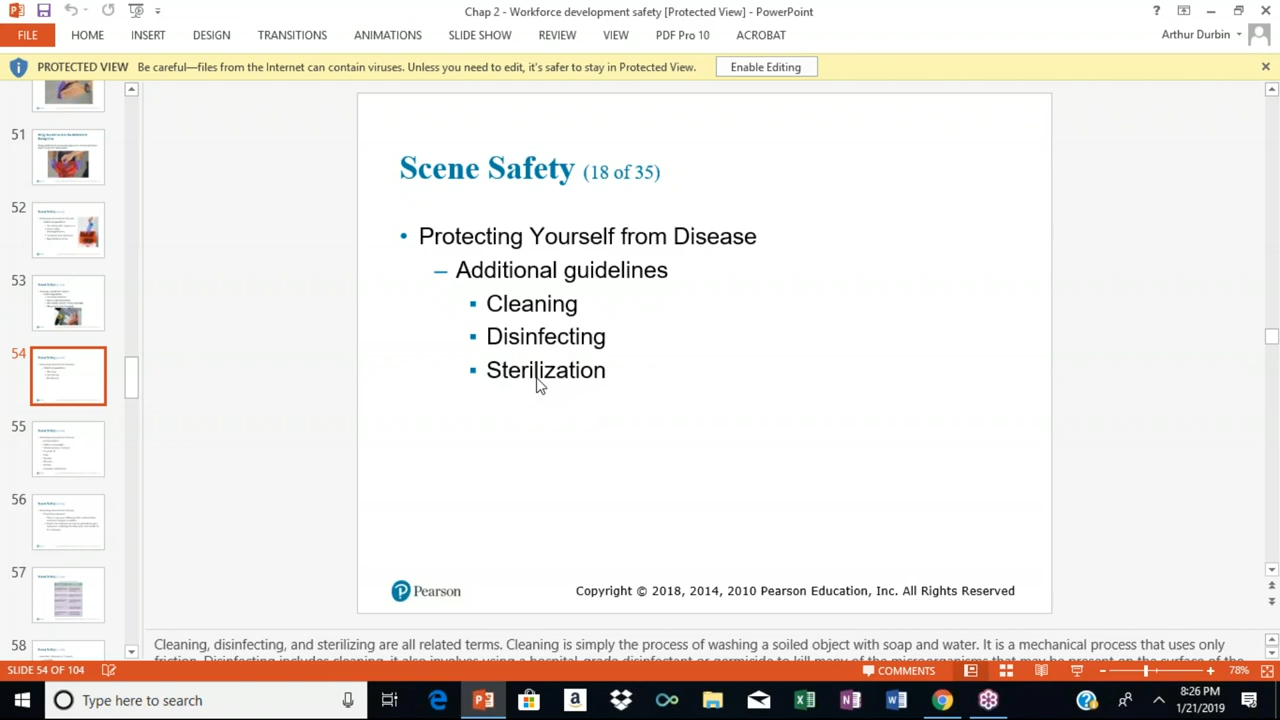 Chap 2 - Workforce development safety [Protected View] - PowerPoint
FILE HOME INSERT DESIGN TRANSITIONS ANIMATIONS SLIDE SHOW REVIEW VIEW PDF Pro 10 ACROBAT
Arthur Durbin
PROTECTED VIEW Be careful—files from the Internet can contain viruses. Unless you need to edit, it's safer to stay in Protected View. Enable Editing
51
52
53
54
55
56
57
58
Scene Safety (18 of 35)
• Protecting Yourself from Disease
– Additional guidelines
▪ Cleaning
▪ Disinfecting
▪ Sterilization
Pearson
Copyright © 2018, 2014, 2010 Pearson Education, Inc. All Rights Reserved
Cleaning, disinfecting, and sterilizing are all related terms. Cleaning is simply the process of washing a soiled object with soap and water. It is a mechanical process that uses only
SLIDE 54 OF 104
COMMENTS
78%
Type here to search
8:26 PM
1/21/2019